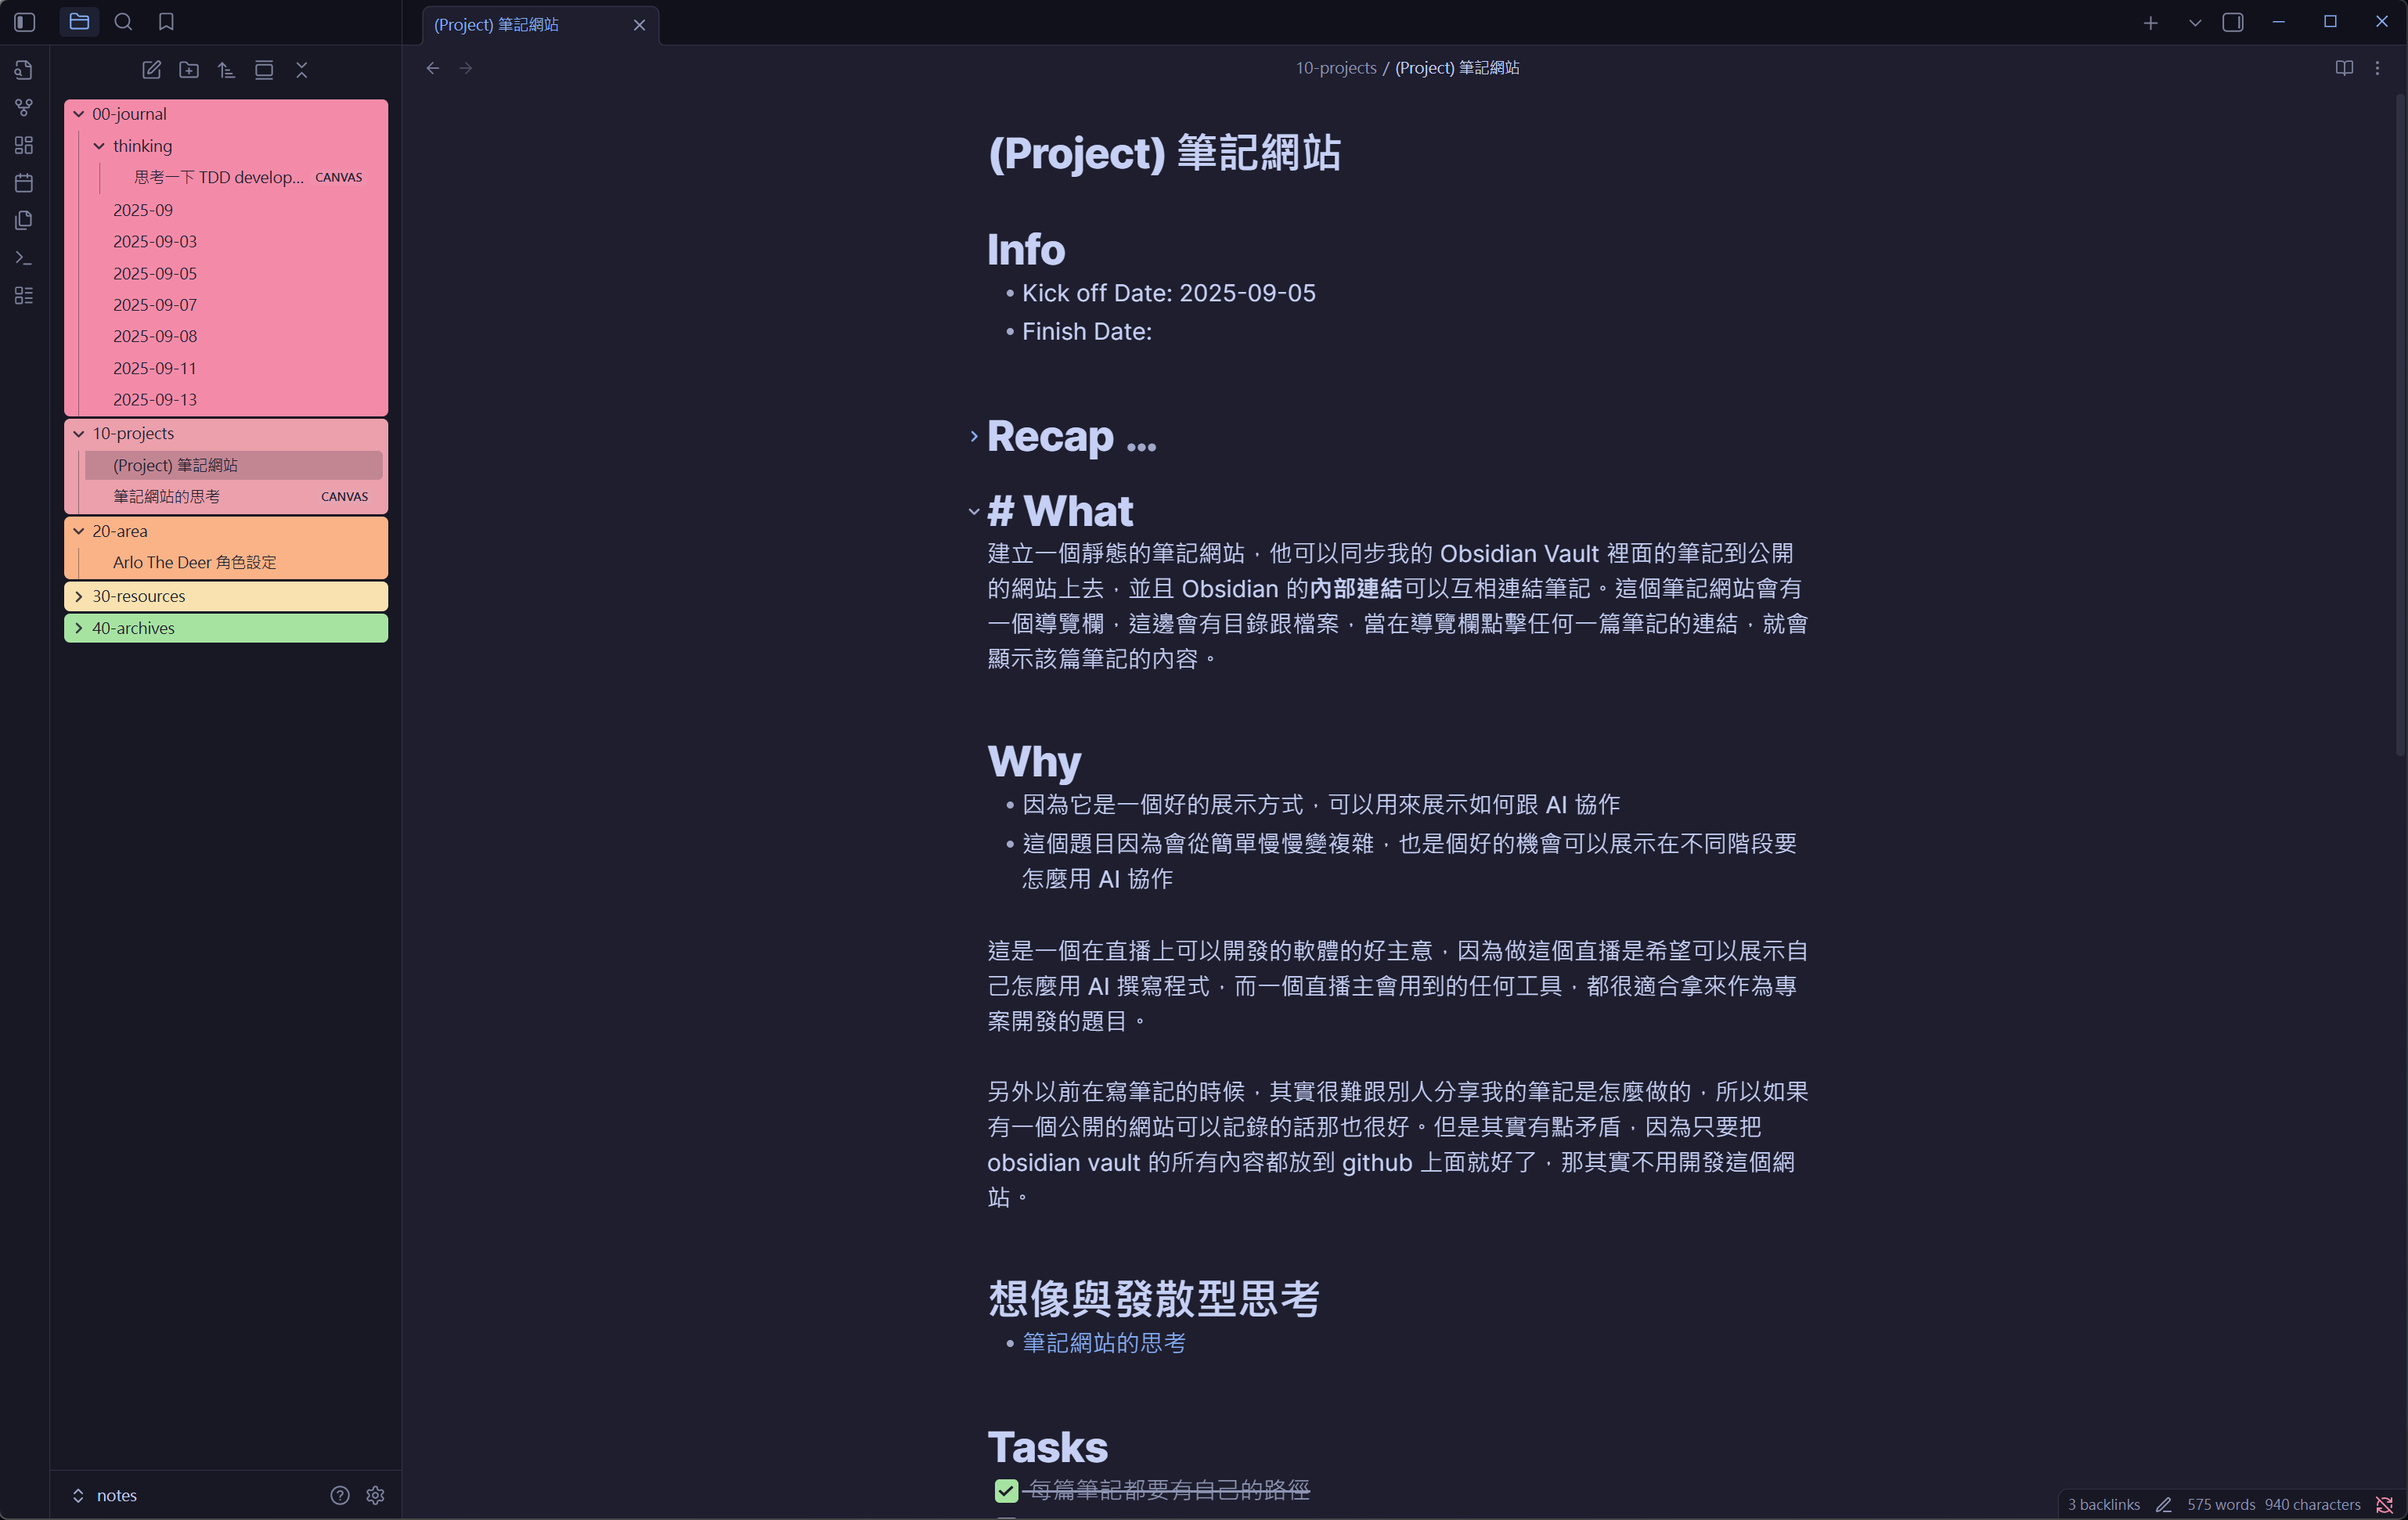 (Project) 筆記網站
10-projects / (Project) 筆記網站
00-journal
thinking
思考一下 TDD develop... CANVAS
2025-09
2025-09-03
2025-09-05
2025-09-07
2025-09-08
2025-09-11
2025-09-13
10-projects
(Project) 筆記網站
筆記網站的思考 CANVAS
20-area
Arlo The Deer 角色設定
30-resources
40-archives
notes
(Project) 筆記網站
Info
• Kick off Date: 2025-09-05
• Finish Date:
Recap ...
# What
建立一個靜態的筆記網站，他可以同步我的 Obsidian Vault 裡面的筆記到公開
的網站上去，並且 Obsidian 的內部連結可以互相連結筆記。這個筆記網站會有
一個導覽欄，這邊會有目錄跟檔案，當在導覽欄點擊任何一篇筆記的連結，就會
顯示該篇筆記的內容。
Why
• 因為它是一個好的展示方式，可以用來展示如何跟 AI 協作
• 這個題目因為會從簡單慢慢變複雜，也是個好的機會可以展示在不同階段要
怎麼用 AI 協作
這是一個在直播上可以開發的軟體的好主意，因為做這個直播是希望可以展示自
己怎麼用 AI 撰寫程式，而一個直播主會用到的任何工具，都很適合拿來作為專
案開發的題目。
另外以前在寫筆記的時候，其實很難跟別人分享我的筆記是怎麼做的，所以如果
有一個公開的網站可以記錄的話那也很好。但是其實有點矛盾，因為只要把
obsidian vault 的所有內容都放到 github 上面就好了，那其實不用開發這個網
站。
想像與發散型思考
• 筆記網站的思考
Tasks
每篇筆記都要有自己的路徑
3 backlinks 575 words 940 characters